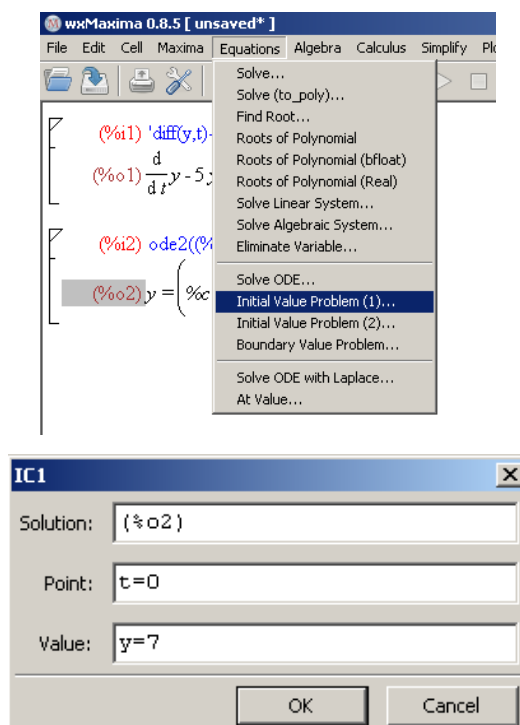 wxMaxima 0.8.5 [ unsaved* ]
File Edit Cell Maxima Equations Algebra Calculus Simplify
Solve...
Solve (to_poly)...
Find Root...
Roots of Polynomial
Roots of Polynomial (bfloat)
Roots of Polynomial (Real)
Solve Linear System...
Solve Algebraic System...
Eliminate Variable...
Solve ODE...
Initial Value Problem (1)...
Initial Value Problem (2)...
Boundary Value Problem...
Solve ODE with Laplace...
At Value...
(%i1) 'diff(y,t)-
(%o1) d/dt y - 5
(%i2) ode2((%
(%o2) y = (%c
IC1
Solution: (%o2)
Point: t=0
Value: y=7
OK Cancel